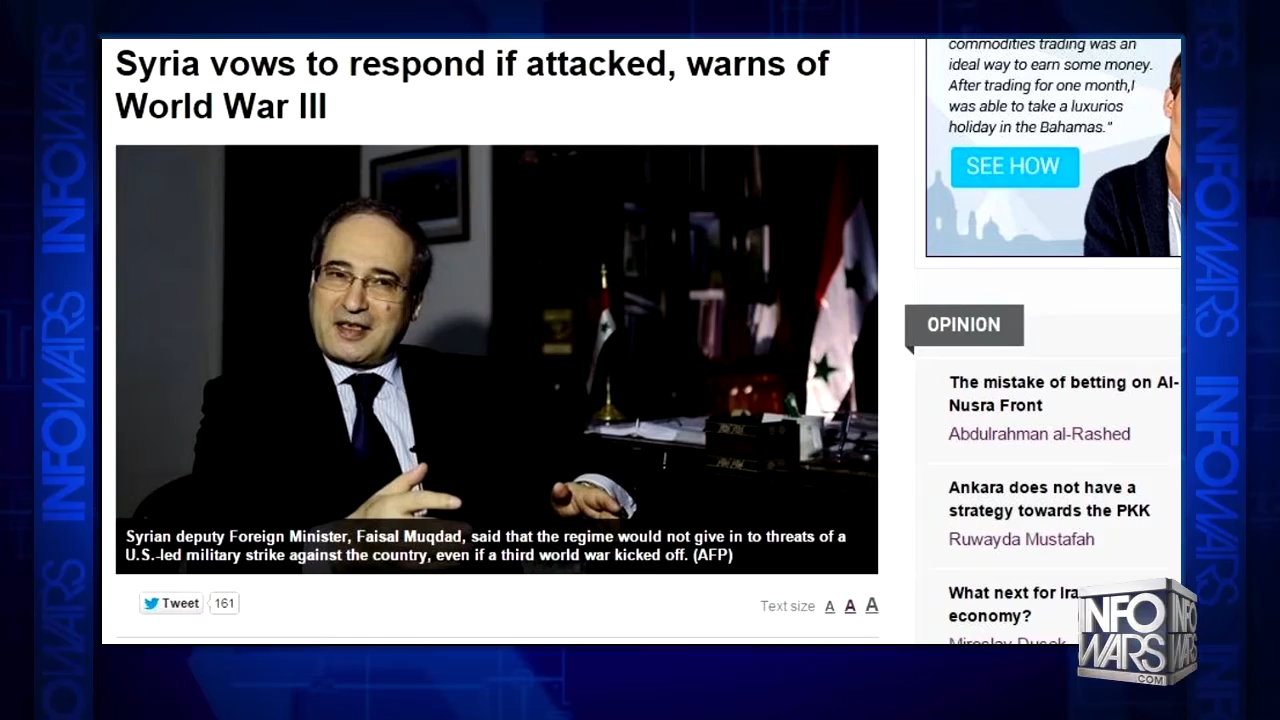 Syria vows to respond if attacked, warns of
World War III
Syrian deputy Foreign Minister, Faisal Muqdad, said that the regime would not give in to threats of a
U.S.-led military strike against the country, even if a third world war kicked off. (AFP)
Tweet 161
Text size A A A
commodities trading was an
ideal way to earn some money.
After trading for one month,I
was able to take a luxurios
holiday in the Bahamas."
SEE HOW
OPINION
The mistake of betting on Al-
Nusra Front
Abdulrahman al-Rashed
Ankara does not have a
strategy towards the PKK
Ruwayda Mustafah
What next for Ira
economy?
INFOWARS
INFOWARS
INFOWARS
INFOWARS
INFO
WARS
.COM